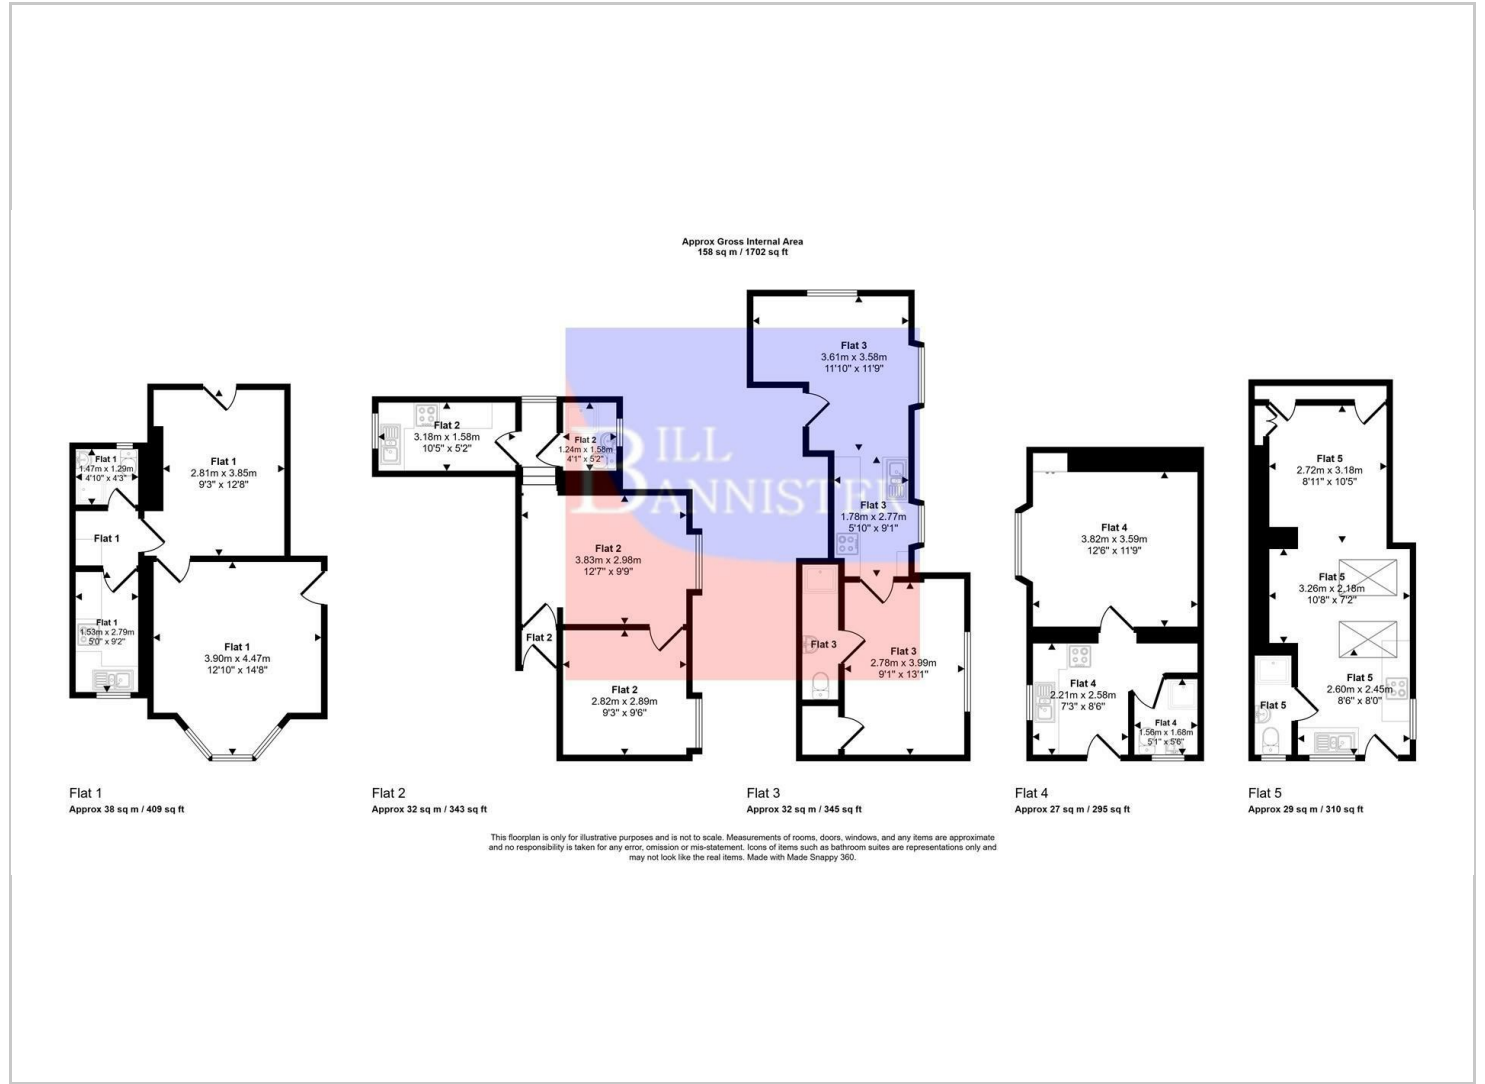 Approx Gross Internal Area
158 sq m / 1702 sq ft
Flat 1
1.47m x 1.29m
4'10" x 4'3"
Flat 1
2.81m x 3.85m
9'3" x 12'8"
Flat 1
Flat 1
1.53m x 2.79m
5'0" x 9'2"
Flat 1
3.90m x 4.47m
12'10" x 14'8"
Flat 1
Approx 38 sq m / 409 sq ft
Flat 2
3.18m x 1.58m
10'5" x 5'2"
Flat 2
1.24m x 1.58m
4'1" x 5'2"
Flat 2
3.83m x 2.98m
12'7" x 9'9"
Flat 2
Flat 2
2.82m x 2.89m
9'3" x 9'6"
Flat 2
Approx 32 sq m / 343 sq ft
BILL
BANNISTER
Flat 3
3.61m x 3.58m
11'10" x 11'9"
Flat 3
1.78m x 2.77m
5'10" x 9'1"
Flat 3
Flat 3
2.78m x 3.99m
9'1" x 13'1"
Flat 3
Approx 32 sq m / 345 sq ft
Flat 4
3.82m x 3.59m
12'6" x 11'9"
Flat 4
2.21m x 2.58m
7'3" x 8'6"
Flat 4
1.56m x 1.68m
5'1" x 5'6"
Flat 4
Approx 27 sq m / 295 sq ft
Flat 5
2.72m x 3.18m
8'11" x 10'5"
Flat 5
3.26m x 2.18m
10'8" x 7'2"
Flat 5
2.60m x 2.45m
8'6" x 8'0"
Flat 5
Flat 5
Approx 29 sq m / 310 sq ft
This floorplan is only for illustrative purposes and is not to scale. Measurements of rooms, doors, windows, and any items are approximate
and no responsibility is taken for any error, omission or mis-statement. Icons of items such as bathroom suites are representations only and
may not look like the real items. Made with Made Snappy 360.